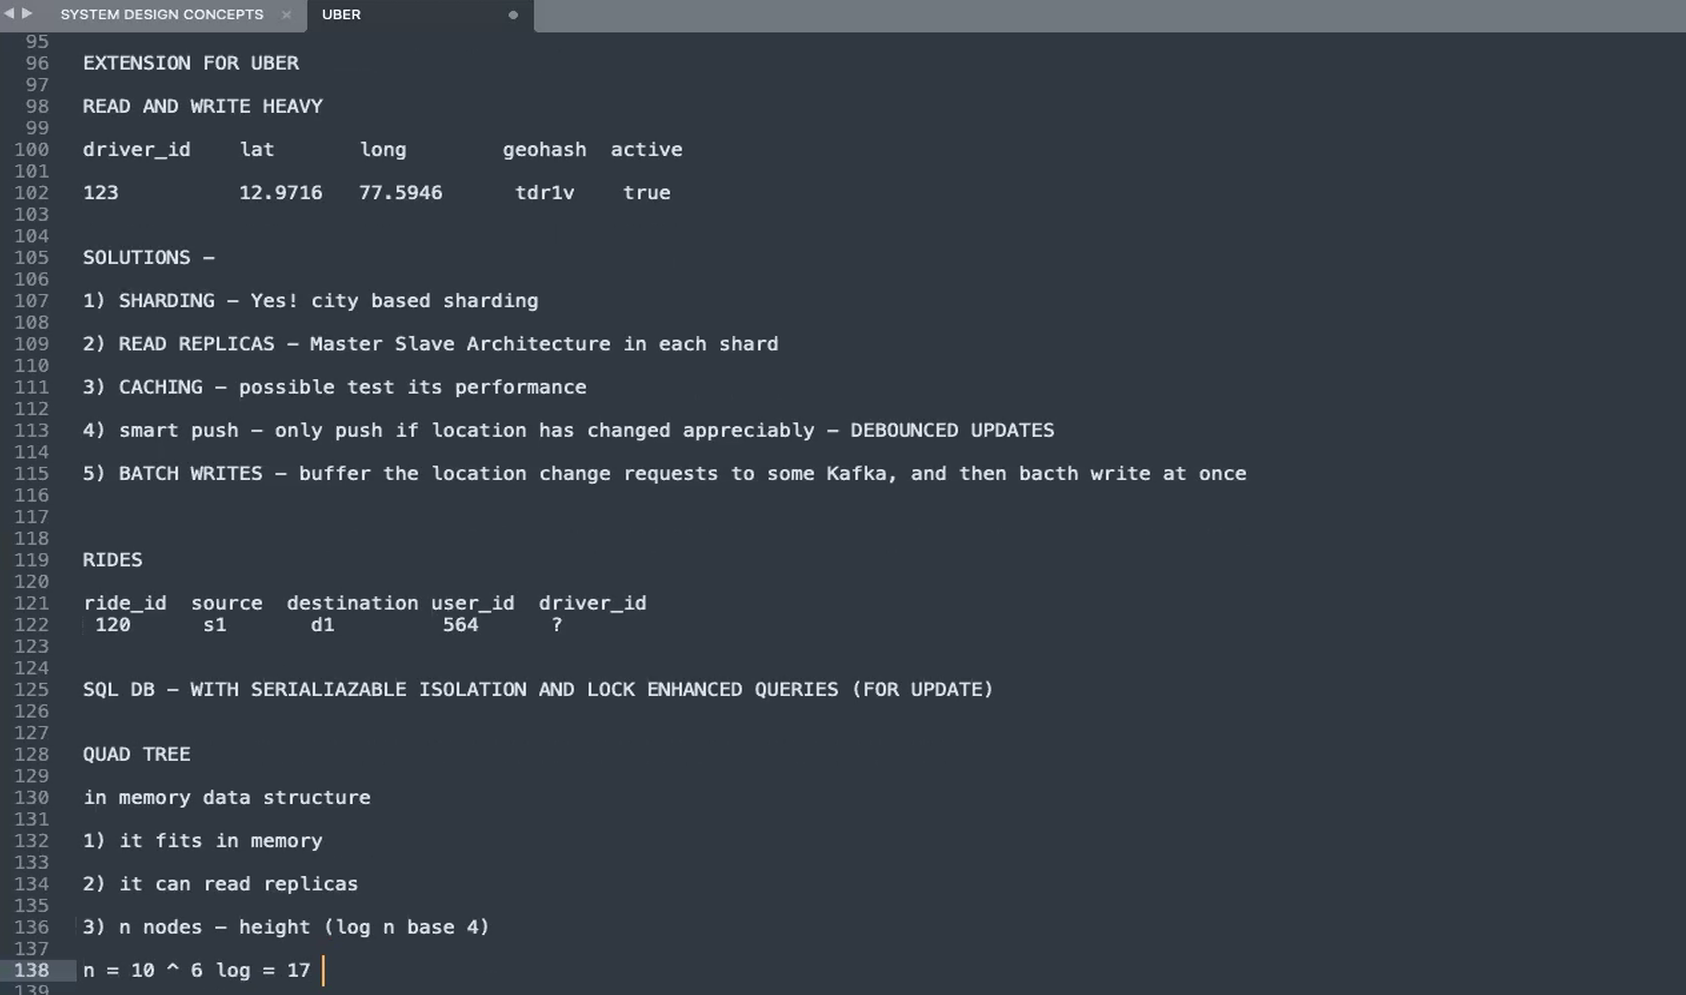 SYSTEM DESIGN CONCEPTS × UBER
95
96 EXTENSION FOR UBER
97
98 READ AND WRITE HEAVY
99
100 driver_id lat long geohash active
101
102 123 12.9716 77.5946 tdr1v true
103
104
105 SOLUTIONS –
106
107 1) SHARDING – Yes! city based sharding
108
109 2) READ REPLICAS – Master Slave Architecture in each shard
110
111 3) CACHING – possible test its performance
112
113 4) smart push – only push if location has changed appreciably – DEBOUNCED UPDATES
114
115 5) BATCH WRITES – buffer the location change requests to some Kafka, and then bacth write at once
116
117
118
119 RIDES
120
121 ride_id source destination user_id driver_id
122 120 s1 d1 564 ?
123
124
125 SQL DB – WITH SERIALIAZABLE ISOLATION AND LOCK ENHANCED QUERIES (FOR UPDATE)
126
127
128 QUAD TREE
129
130 in memory data structure
131
132 1) it fits in memory
133
134 2) it can read replicas
135
136 3) n nodes – height (log n base 4)
137
138 n = 10 ^ 6 log = 17
139